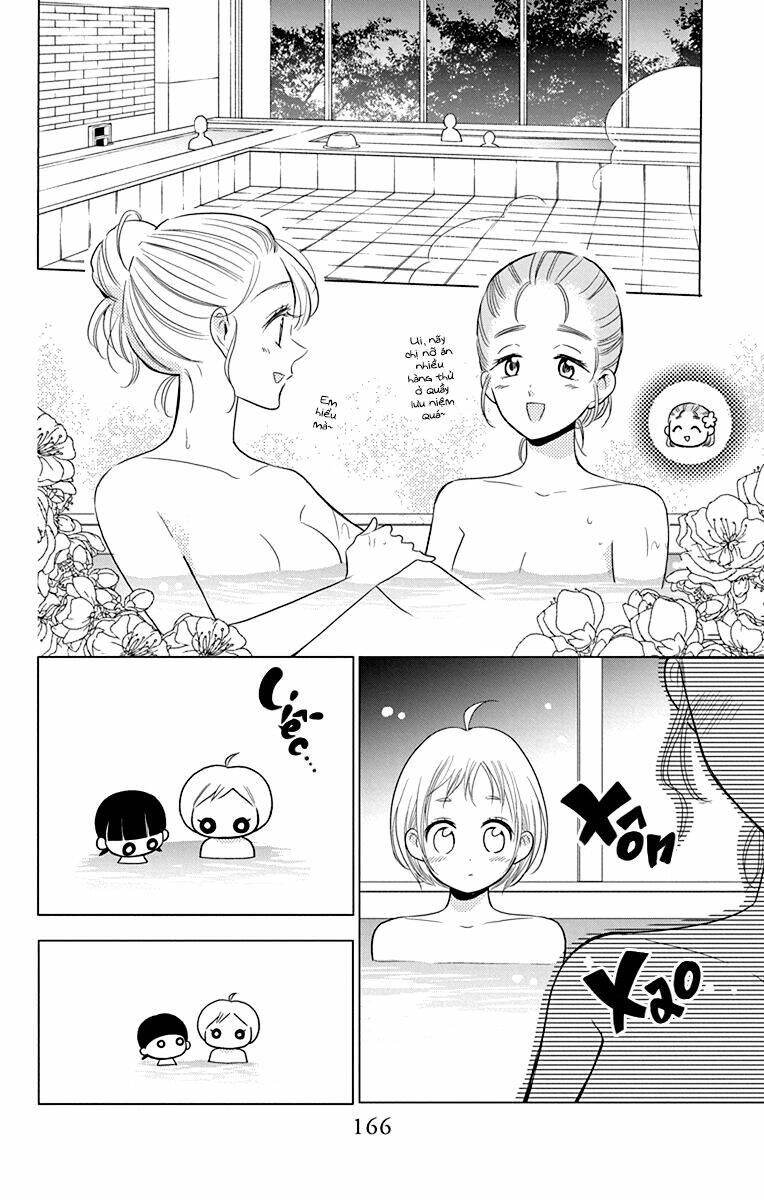 Ui, nãy
chị nỡ ăn
nhiều
hàng thử
ở quầy
lưu niệm
quá~
Em
hiểu
mà~
Xôn
Xao
Liếc...
166